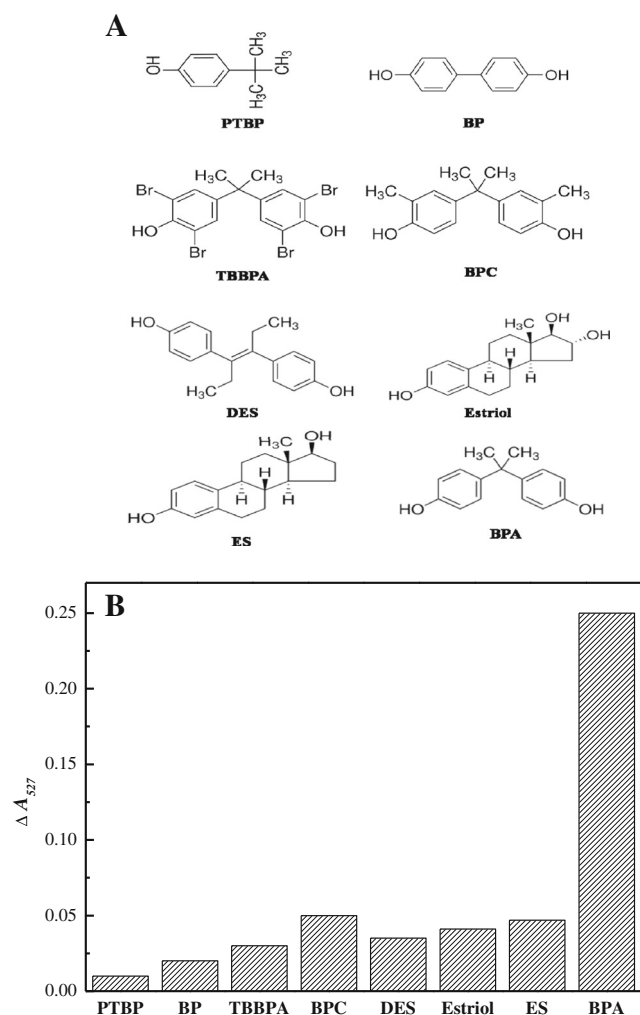 A
OH
CH₃
CH₃
H₃C
PTBP
HO
OH
BP
H₃C
CH₃
Br
Br
HO
OH
Br
Br
TBBPA
H₃C
CH₃
H₃C
CH₃
HO
OH
BPC
HO
CH₃
H₃C
OH
DES
OH
H₃C
OH
H
H
H
HO
Estriol
OH
H₃C
H
H
H
HO
ES
H₃C
CH₃
HO
OH
BPA
B
0.25
0.20
0.15
0.10
0.05
0.00
Δ A₅₂₇
PTBP BP TBBPA BPC DES Estriol ES BPA